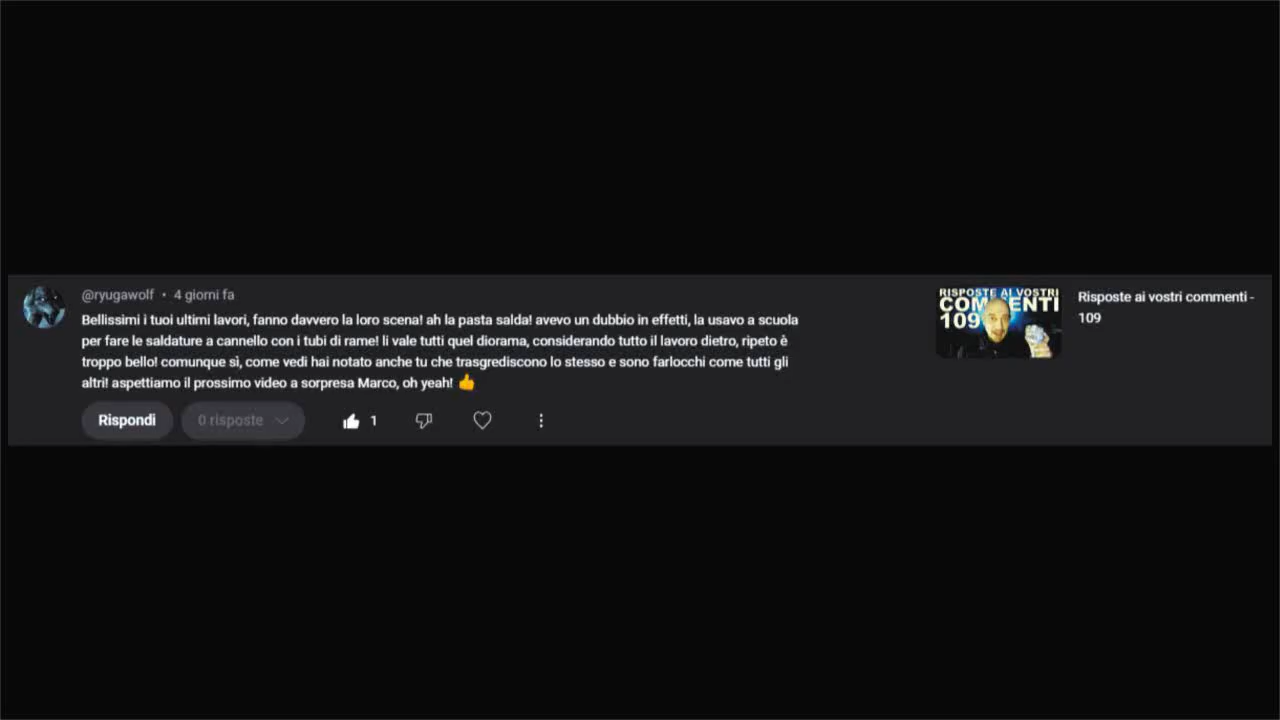 @ryugawolf • 4 giorni fa
Bellissimi i tuoi ultimi lavori, fanno davvero la loro scena! ah la pasta salda! avevo un dubbio in effetti, la usavo a scuola
per fare le saldature a cannello con i tubi di rame! li vale tutti quel diorama, considerando tutto il lavoro dietro, ripeto è
troppo bello! comunque sì, come vedi hai notato anche tu che trasgrediscono lo stesso e sono farlocchi come tutti gli
altri! aspettiamo il prossimo video a sorpresa Marco, oh yeah! 👍
Rispondi
0 risposte
1
RISPOSTE AI VOSTRI
COMMENTI
109
Risposte ai vostri commenti -
109